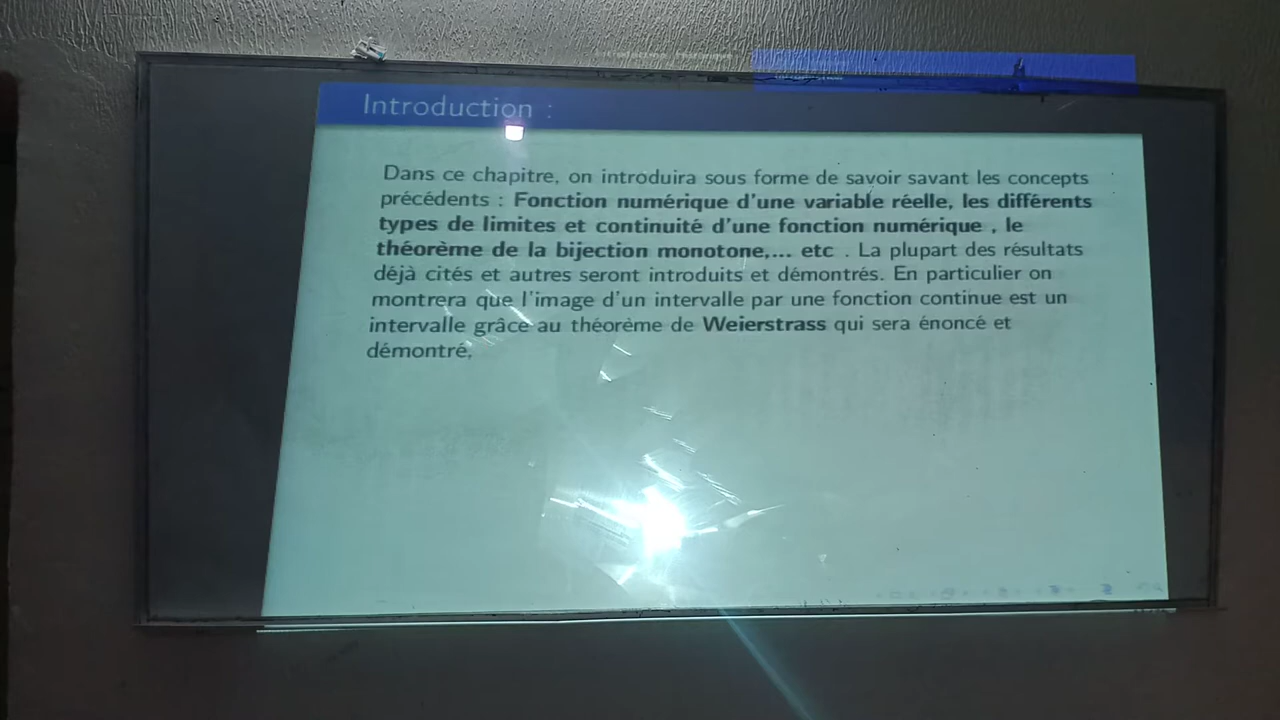 Introduction :
Dans ce chapitre, on introduira sous forme de savoir savant les concepts
précédents : Fonction numérique d'une variable réelle, les différents
types de limites et continuité d'une fonction numérique , le
théorème de la bijection monotone,... etc . La plupart des résultats
déjà cités et autres seront introduits et démontrés. En particulier on
montrera que l'image d'un intervalle par une fonction continue est un
intervalle grâce au théorème de Weierstrass qui sera énoncé et
démontré,